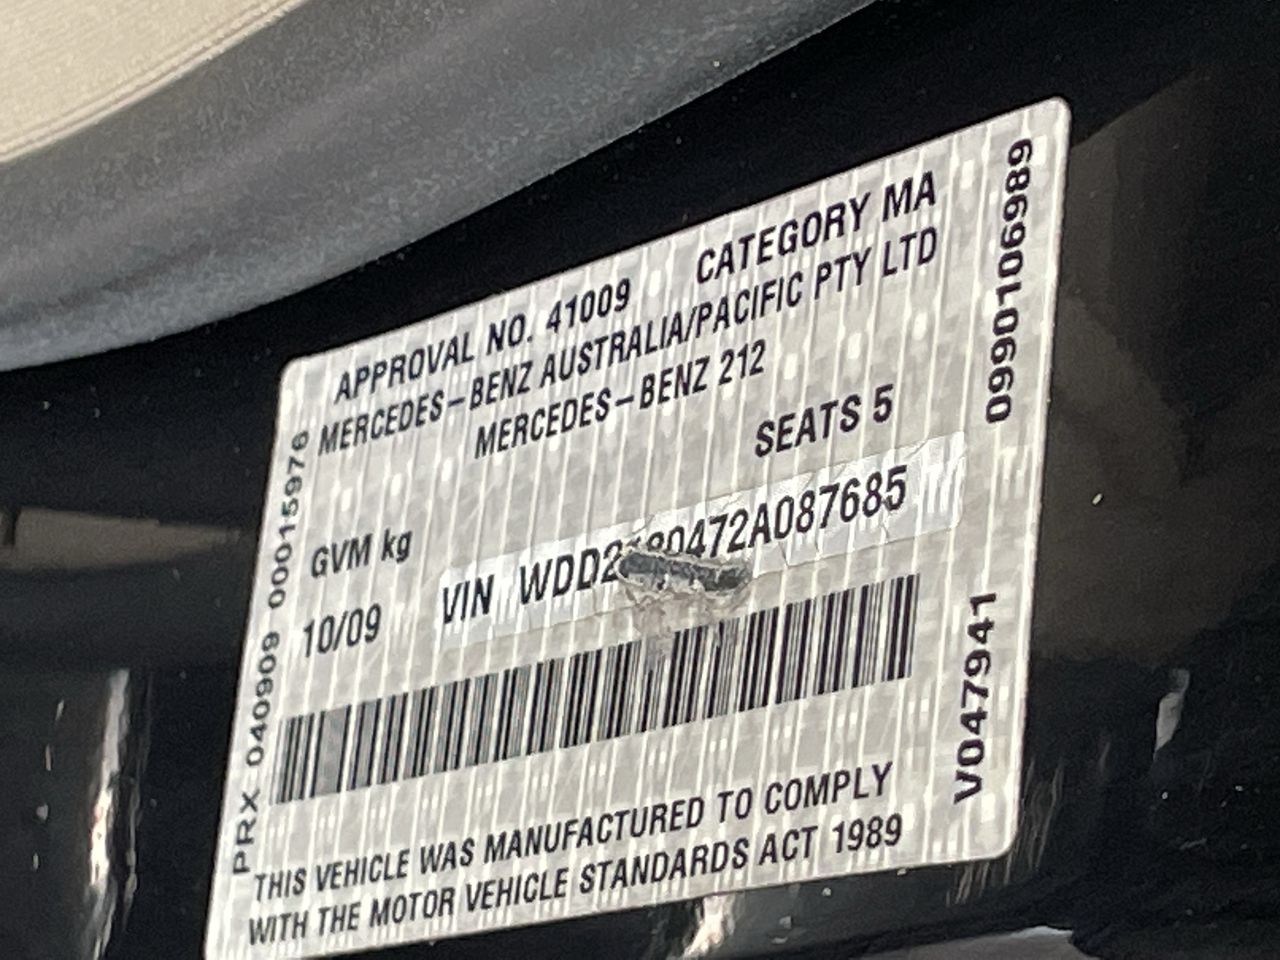 APPROVAL NO. 41009 CATEGORY MA
MERCEDES-BENZ AUSTRALIA/PACIFIC PTY LTD
MERCEDES-BENZ 212
SEATS 5
GVM kg
10/09 VIN
THIS VEHICLE WAS MANUFACTURED TO COMPLY
WITH THE MOTOR VEHICLE STANDARDS ACT 1989
PRX 040909 00015976
V047941 0990106989